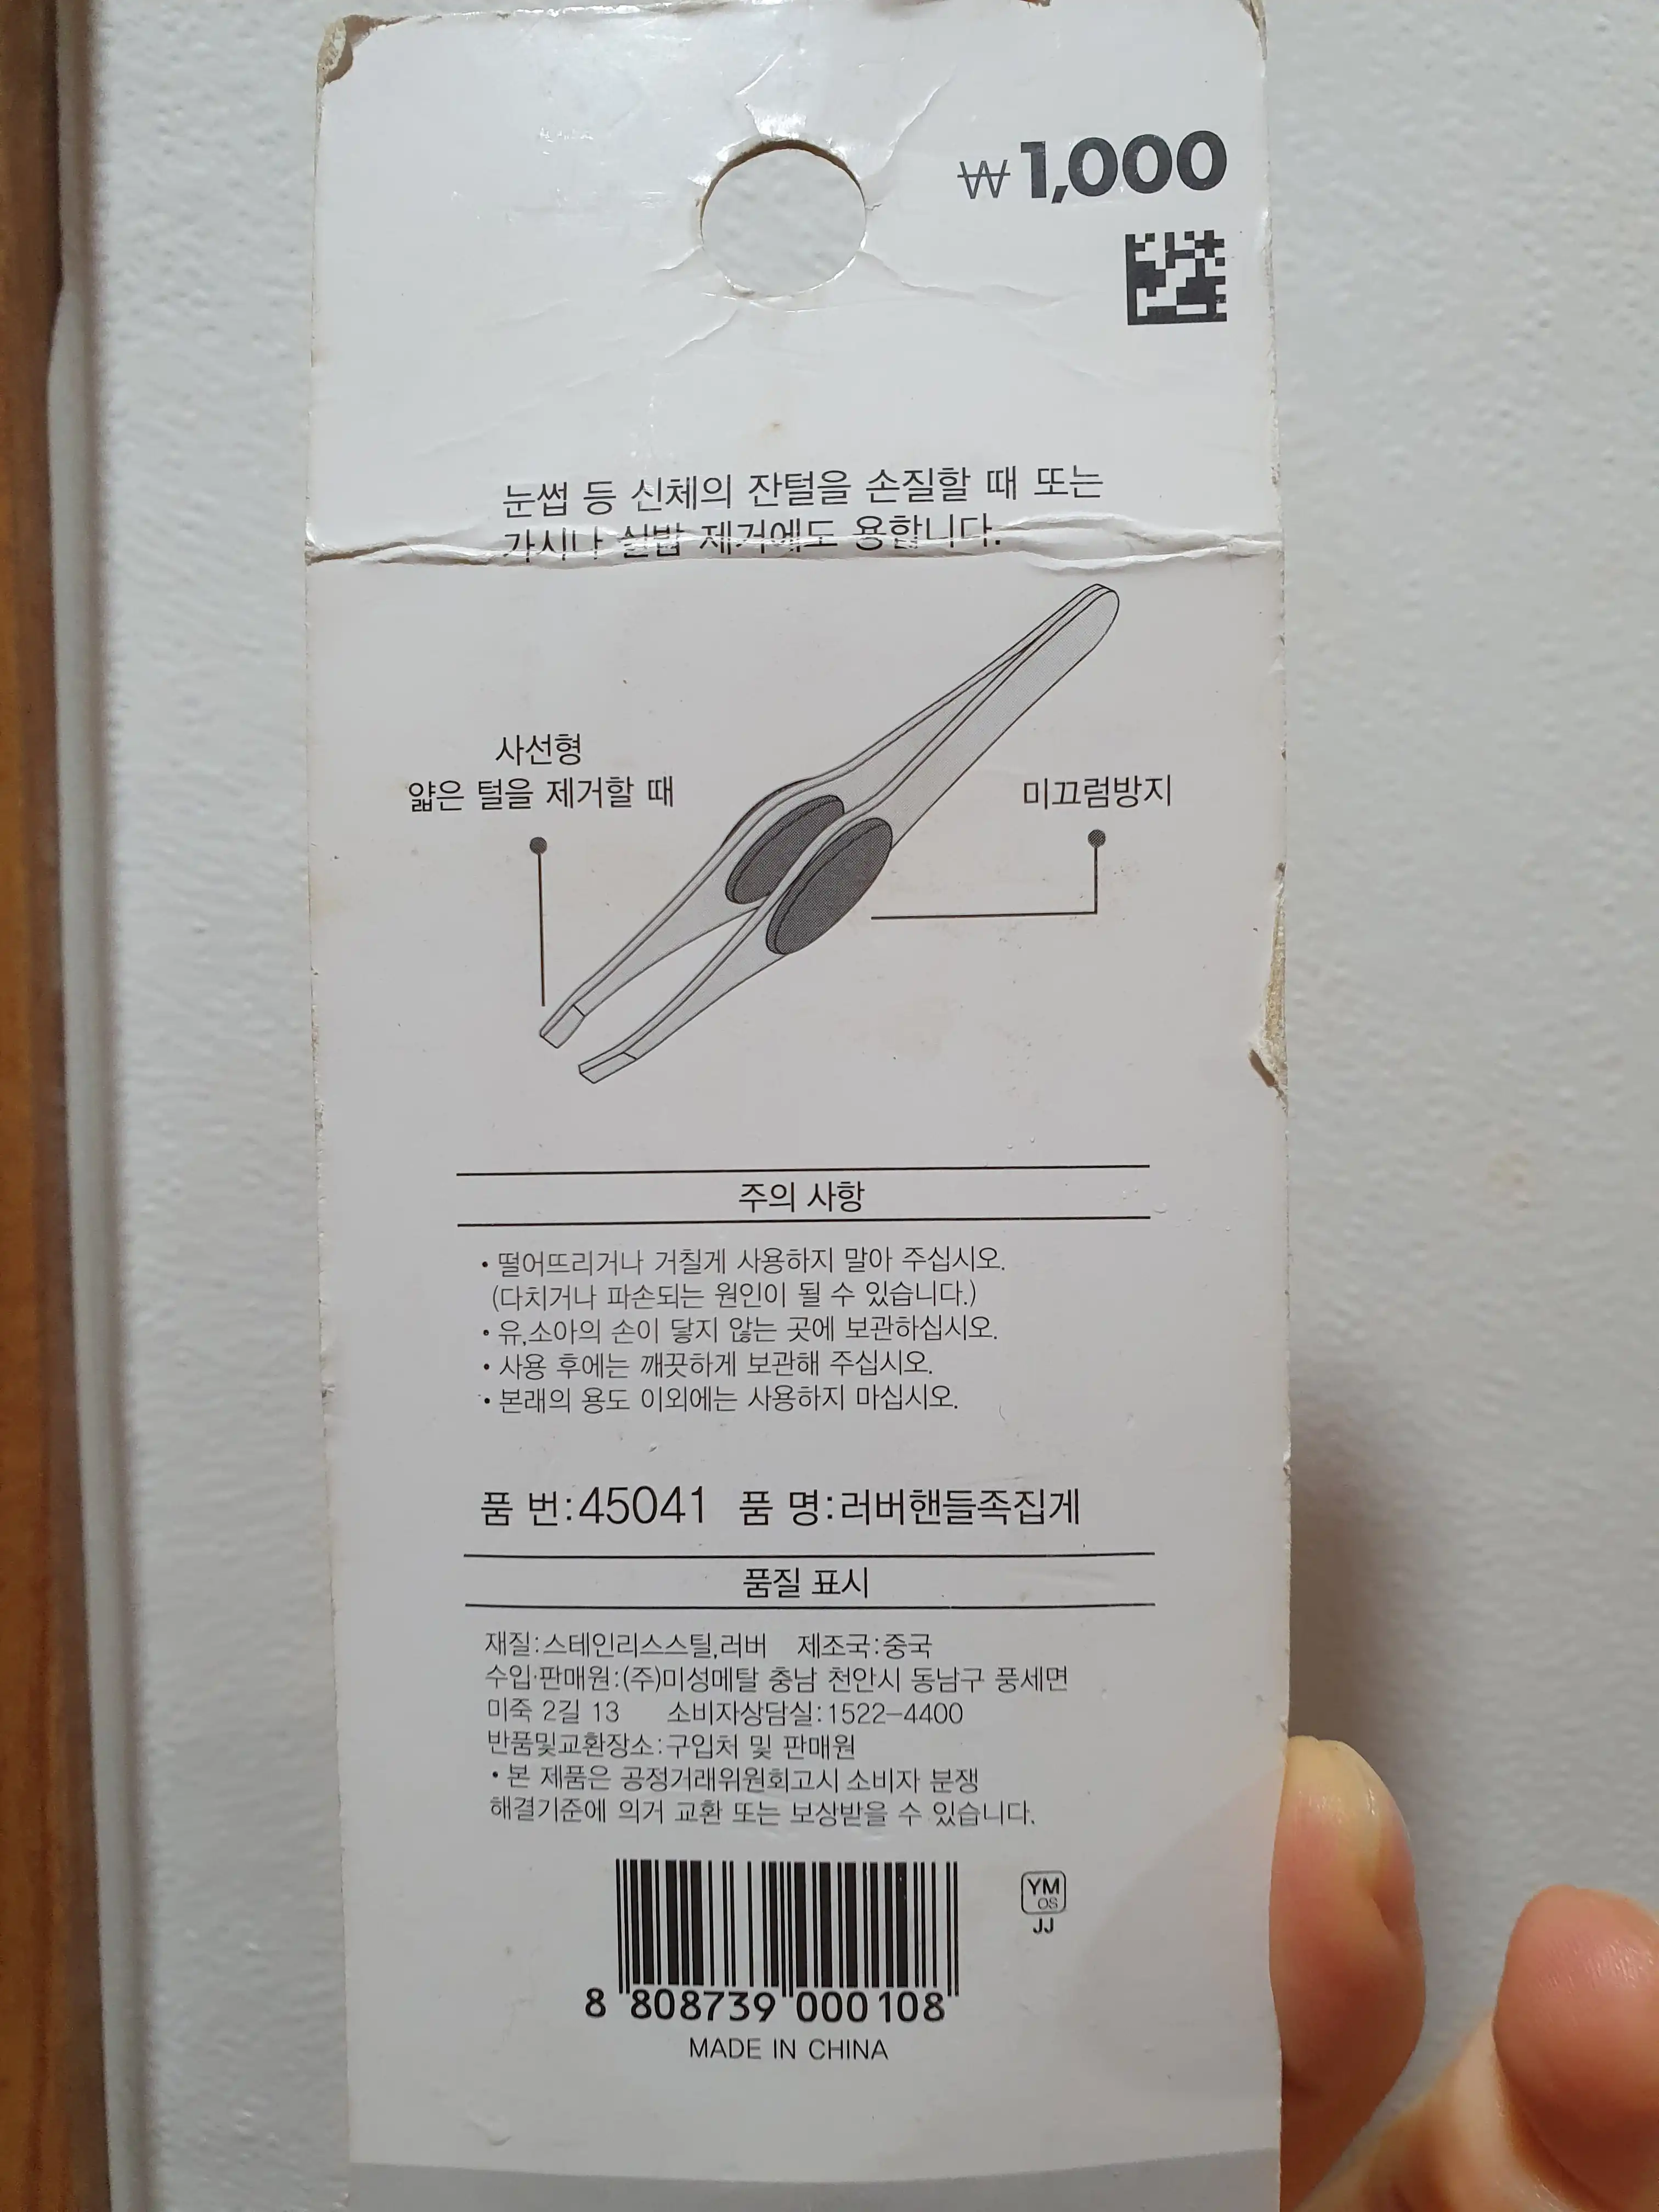 ₩1,000
눈썹 등 신체의 잔털을 손질할 때 또는
가시나 실밥 제거에도 용합니다.
사선형
얇은 털을 제거할 때
미끄럼방지
주의 사항
• 떨어뜨리거나 거칠게 사용하지 말아 주십시오.
(다치거나 파손되는 원인이 될 수 있습니다.)
• 유,소아의 손이 닿지 않는 곳에 보관하십시오.
• 사용 후에는 깨끗하게 보관해 주십시오.
• 본래의 용도 이외에는 사용하지 마십시오.
품 번:45041 품 명:러버핸들족집게
품질 표시
재질:스테인리스스틸,러버 제조국:중국
수입·판매원:(주)미성메탈 충남 천안시 동남구 풍세면
미죽 2길 13 소비자상담실:1522-4400
반품및교환장소:구입처 및 판매원
• 본 제품은 공정거래위원회고시 소비자 분쟁
해결기준에 의거 교환 또는 보상받을 수 있습니다.
YM
OS
JJ
8 808739 000108
MADE IN CHINA